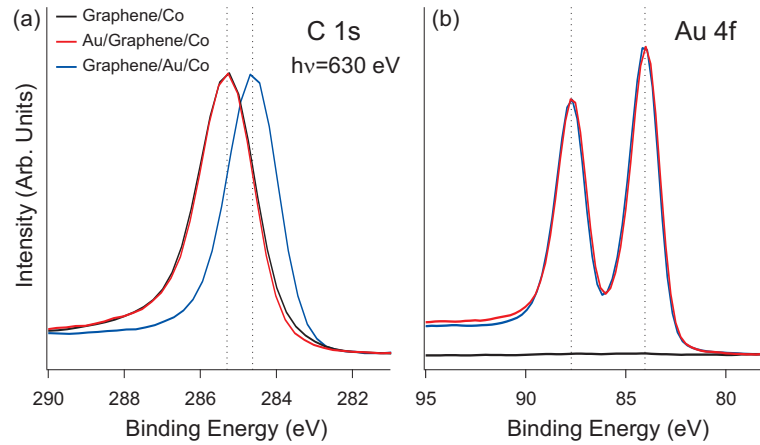 (a)
Graphene/Co
Au/Graphene/Co
Graphene/Au/Co
C 1s
hν=630 eV
Intensity (Arb. Units)
290 288 286 284 282
Binding Energy (eV)
(b)
Au 4f
95 90 85 80
Binding Energy (eV)